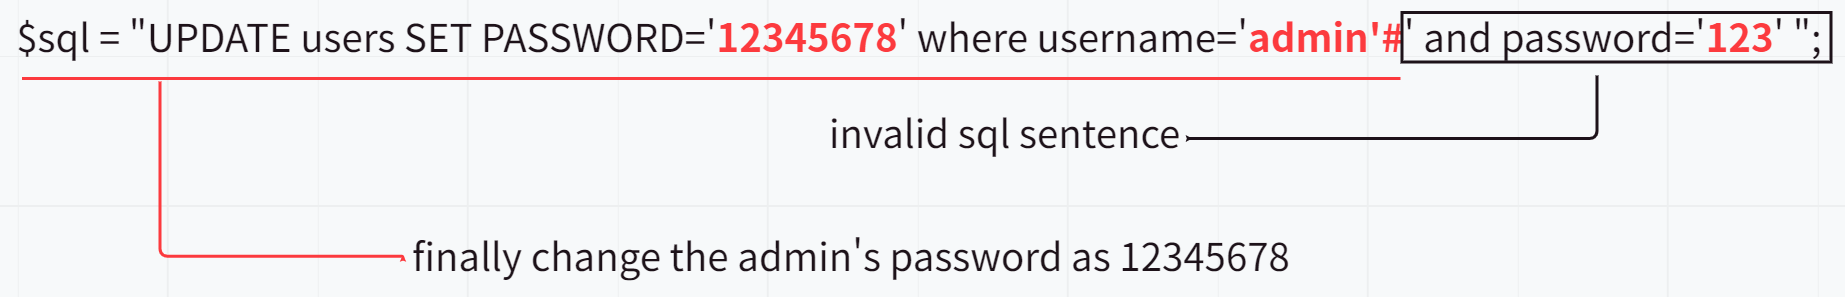 $sql = "UPDATE users SET PASSWORD='12345678' where username='admin'#' and password='123' ";
invalid sql sentence
finally change the admin's password as 12345678